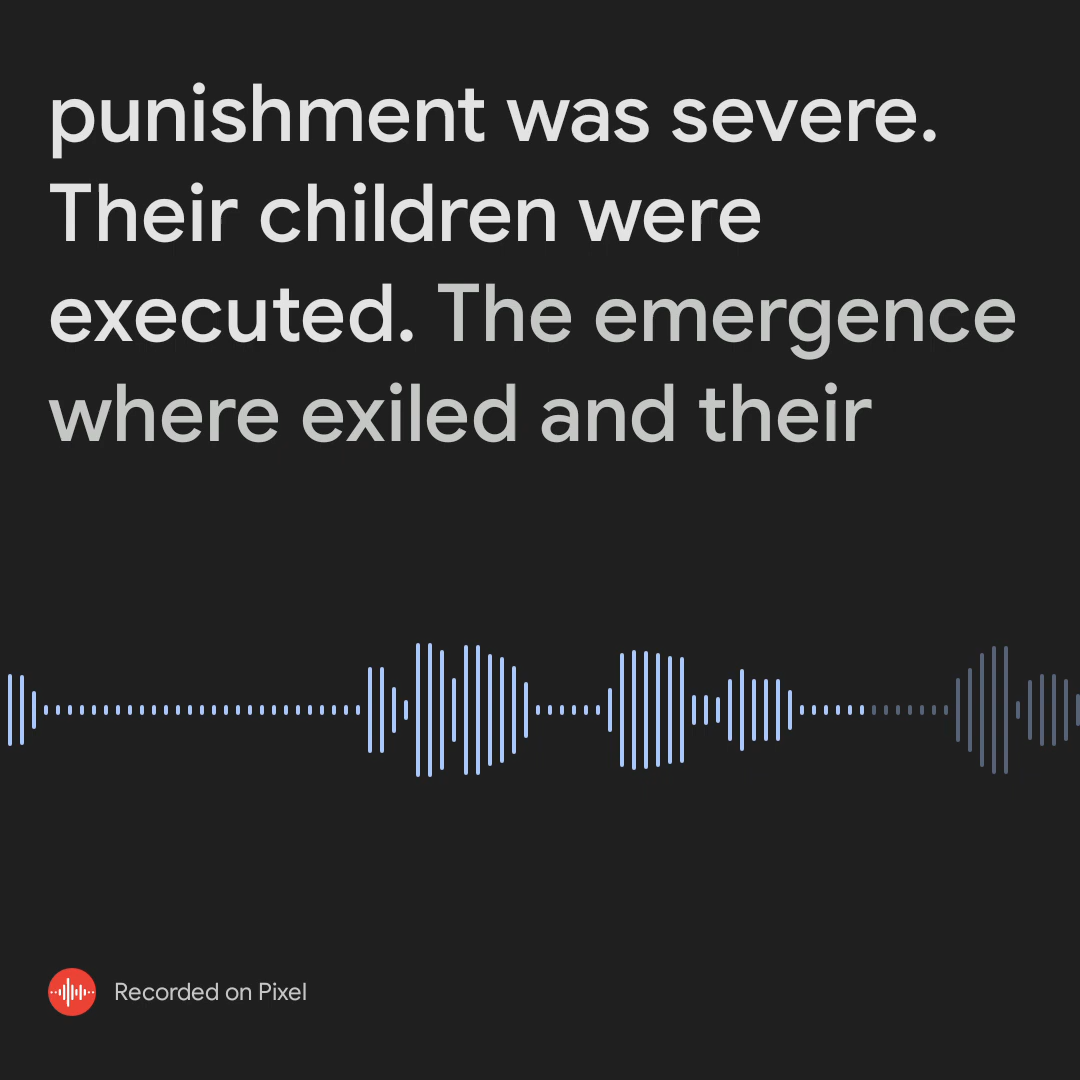 punishment was severe.
Their children were
executed. The emergence
where exiled and their
Recorded on Pixel